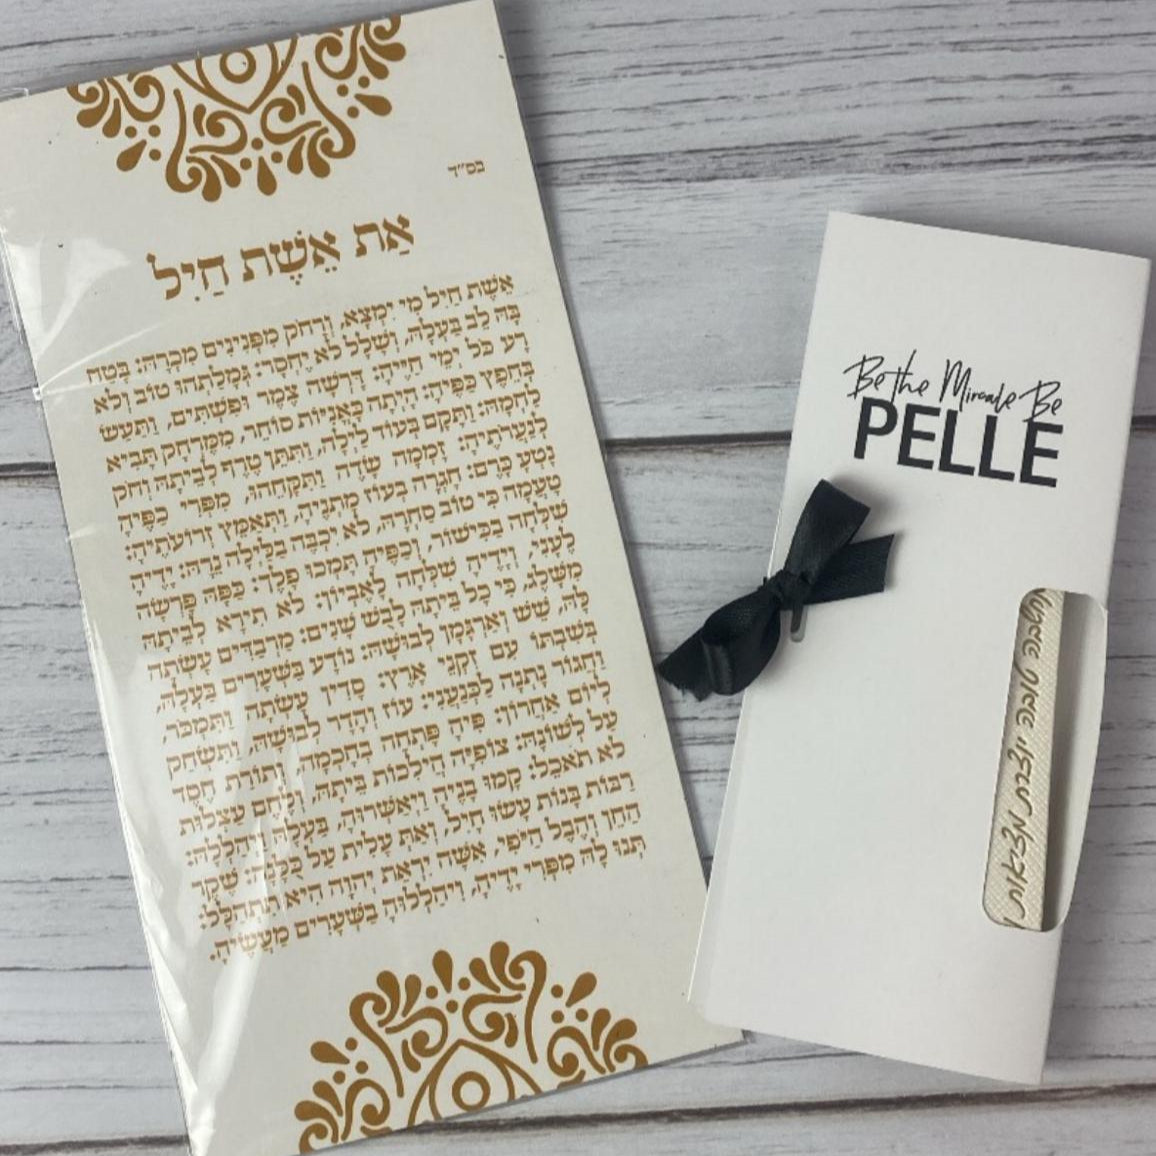 בס״ד
אַת אֵשֶׁת חַיִל
אֵשֶׁת חַיִל מִי יִמְצָא, וְרָחֹק מִפְּנִינִים מִכְרָהּ: בָּטַח
בָּהּ לֵב בַּעְלָהּ, וְשָׁלָל לֹא יֶחְסָר: גְּמָלַתְהוּ טוֹב וְלֹא
רָע כֹּל יְמֵי חַיֶּיהָ: דָּרְשָׁה צֶמֶר וּפִשְׁתִּים, וַתַּעַשׂ
בְּחֵפֶץ כַּפֶּיהָ: הָיְתָה כָּאֳנִיּוֹת סוֹחֵר, מִמֶּרְחָק תָּבִיא
לַחְמָהּ: וַתָּקָם בְּעוֹד לַיְלָה, וַתִּתֵּן טֶרֶף לְבֵיתָהּ וְחֹק
לְנַעֲרֹתֶיהָ: זָמְמָה שָׂדֶה וַתִּקָּחֵהוּ, מִפְּרִי כַפֶּיהָ
נָטְעָ כָּרֶם: חָגְרָה בְּעוֹז מָתְנֶיהָ, וַתְּאַמֵּץ זְרוֹעֹתֶיהָ:
טָעֲמָה כִּי טוֹב סַחְרָהּ, לֹא יִכְבֶּה בַלַּיְלָה נֵרָהּ: יָדֶיהָ
שִׁלְּחָה בַכִּישׁוֹר, וְכַפֶּיהָ תָּמְכוּ פָלֶךְ: כַּפָּהּ פָּרְשָׂה
לֶעָנִי, וְיָדֶיהָ שִׁלְּחָה לָאֶבְיוֹן: לֹא תִירָא לְבֵיתָהּ
מִשָּׁלֶג, כִּי כָל בֵּיתָהּ לָבֻשׁ שָׁנִים: מַרְבַדִּים עָשְׂתָה
לָּהּ, שֵׁשׁ וְאַרְגָּמָן לְבוּשָׁהּ: נוֹדָע בַּשְּׁעָרִים בַּעְלָהּ,
בְּשִׁבְתּוֹ עִם זִקְנֵי אָרֶץ: סָדִין עָשְׂתָה וַתִּמְכֹּר,
וַחֲגוֹר נָתְנָה לַכְּנַעֲנִי: עוֹז וְהָדָר לְבוּשָׁהּ, וַתִּשְׂחַק
לְיוֹם אַחֲרוֹן: פִּיהָ פָּתְחָה בְחָכְמָה, וְתוֹרַת חֶסֶד
עַל לְשׁוֹנָהּ: צוֹפִיָּה הֲלִיכוֹת בֵּיתָהּ, וְלֶחֶם עַצְלוּת
לֹא תֹאכֵל: קָמוּ בָנֶיהָ וַיְאַשְּׁרוּהָ, בַּעְלָהּ וַיְהַלְלָהּ:
רַבּוֹת בָּנוֹת עָשׂוּ חָיִל, וְאַתְּ עָלִית עַל כֻּלָּנָה: שֶׁקֶר
הַחֵן וְהֶבֶל הַיֹּפִי, אִשָּׁה יִרְאַת יְהוָה הִיא תִתְהַלָּל:
תְּנוּ לָהּ מִפְּרִי יָדֶיהָ, וִיהַלְלוּהָ בַשְּׁעָרִים מַעֲשֶׂיהָ.
Be the Miracle Be
PELLE
טובה יוצרת מציאות